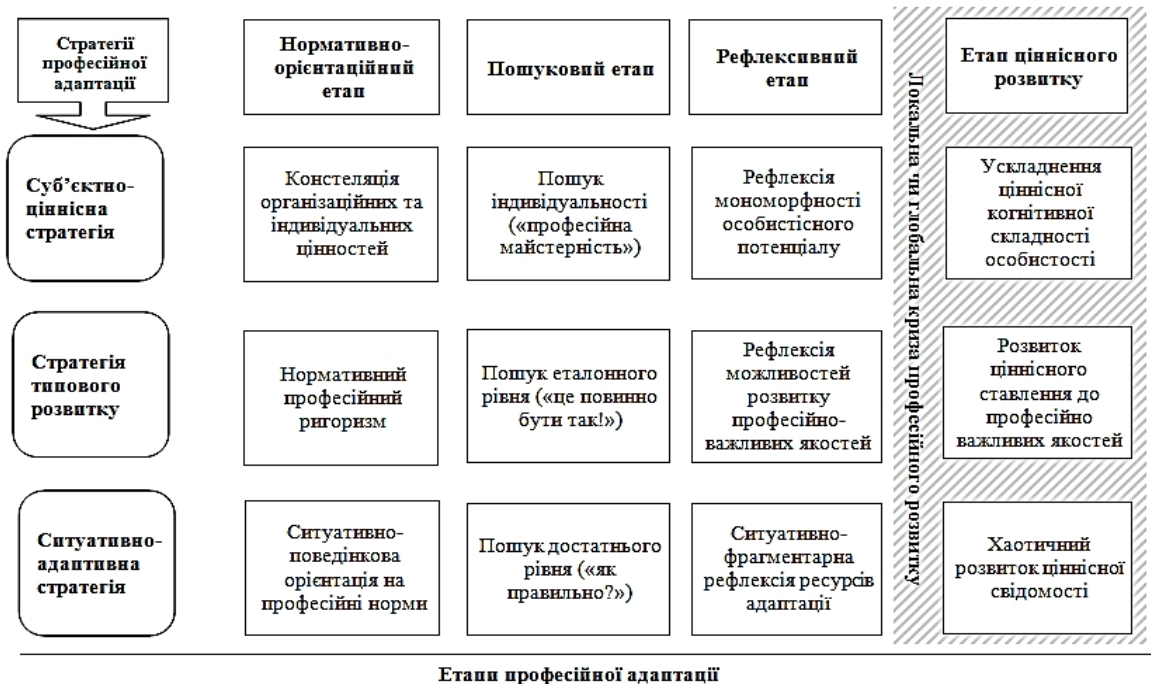 Стратегії
професійної
адаптації
Нормативно-
орієнтаційний
етап
Пошуковий етап
Рефлексивний
етап
Етап ціннісного
розвитку
Локальна чи глобальна криза професійного розвитку
Суб’єктно-
ціннісна
стратегія
Констеляція
організаційних та
індивідуальних
цінностей
Пошук
індивідуальності
(«професійна
майстерність»)
Рефлексія
мономорфності
особистісного
потенціалу
Ускладнення
ціннісної
когнітивної
складності
особистості
Стратегія
типового
розвитку
Нормативний
професійний
ригоризм
Пошук еталонного
рівня («це повинно
бути так!»)
Рефлексія
можливостей
розвитку
професійно-
важливих якостей
Розвиток
ціннісного
ставлення до
професійно
важливих якостей
Ситуативно-
адаптивна
стратегія
Ситуативно-
поведінкова
орієнтація на
професійні норми
Пошук достатнього
рівня («як
правильно?»)
Ситуативно-
фрагментарна
рефлексія ресурсів
адаптації
Хаотичний
розвиток ціннісної
свідомості
Етапи професійної адаптації